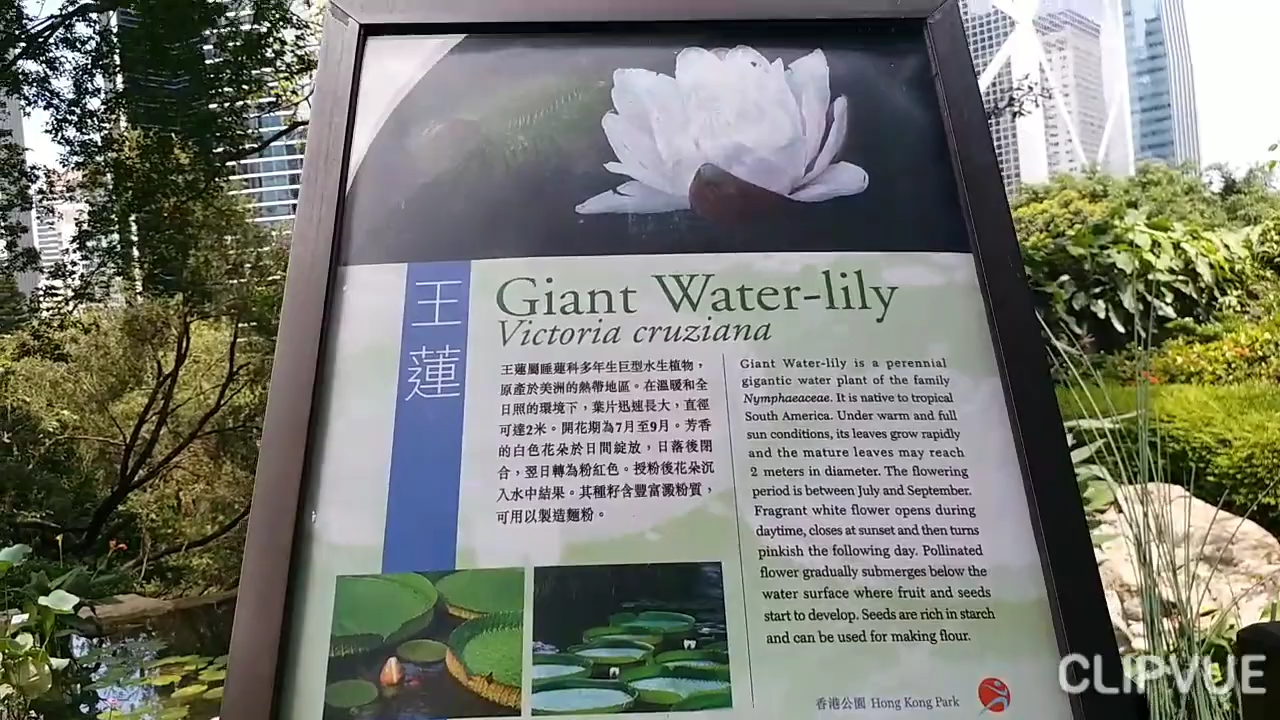 王蓮
Giant Water-lily
Victoria cruziana
王蓮屬睡蓮科多年生巨型水生植物，
原產於美洲的熱帶地區。在溫暖和全
日照的環境下，葉片迅速長大，直徑
可達2米。開花期為7月至9月。芳香
的白色花朵於日間綻放，日落後閉
合，翌日轉為粉紅色。授粉後花朵沉
入水中結果。其種籽含豐富澱粉質，
可用以製造麵粉。
Giant Water-lily is a perennial
gigantic water plant of the family
Nymphaeaceae. It is native to tropical
South America. Under warm and full
sun conditions, its leaves grow rapidly
and the mature leaves may reach
2 meters in diameter. The flowering
period is between July and September.
Fragrant white flower opens during
daytime, closes at sunset and then turns
pinkish the following day. Pollinated
flower gradually submerges below the
water surface where fruit and seeds
start to develop. Seeds are rich in starch
and can be used for making flour.
香港公園 Hong Kong Park
CLIPVUE